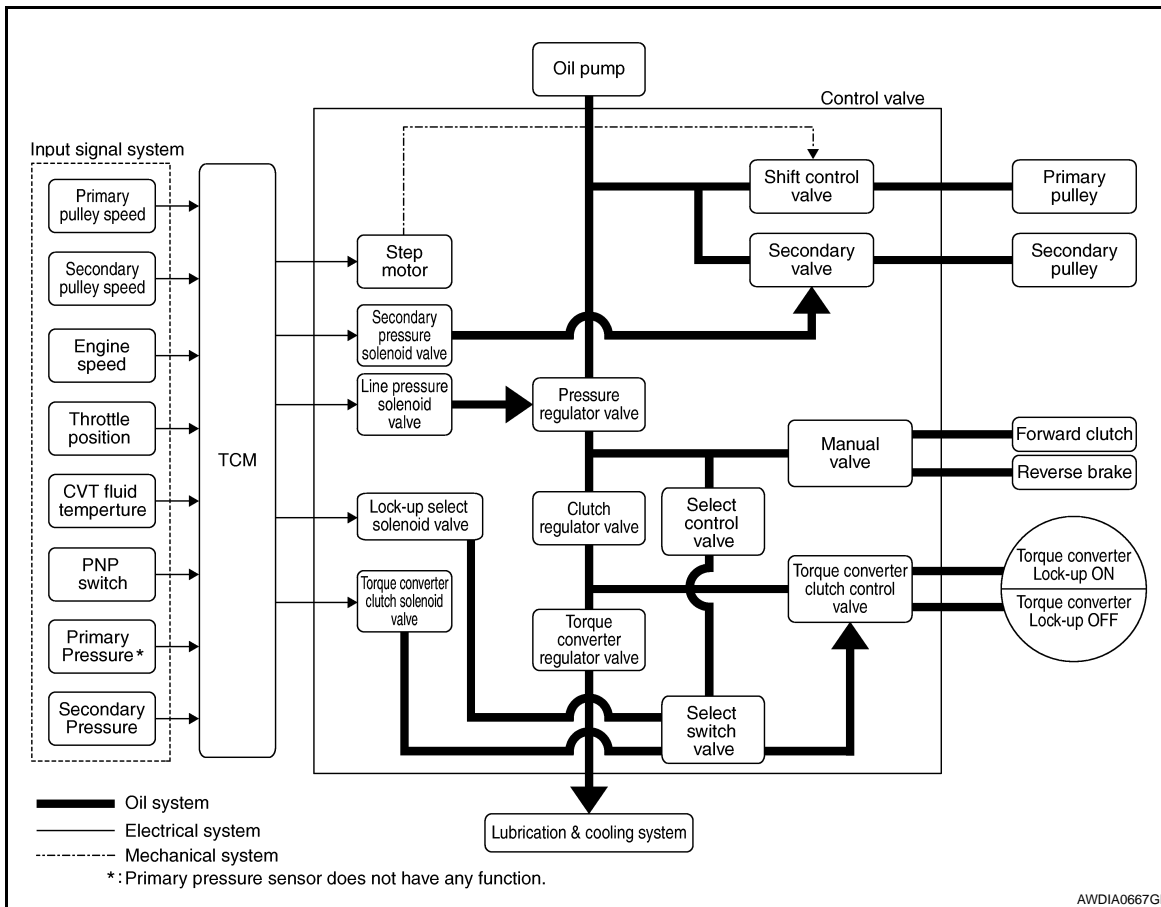 Oil pump
Control valve
Input signal system
Primary
pulley speed
Secondary
pulley speed
Engine
speed
Throttle
position
CVT fluid
temperture
PNP
switch
Primary
Pressure*
Secondary
Pressure
TCM
Step
motor
Secondary
pressure
solenoid valve
Line pressure
solenoid
valve
Lock-up select
solenoid valve
Torque converter
clutch solenoid
valve
Pressure
regulator valve
Clutch
regulator valve
Torque
converter
regulator valve
Shift control
valve
Secondary
valve
Manual
valve
Select
control
valve
Torque converter
clutch control
valve
Select
switch
valve
Primary
pulley
Secondary
pulley
Forward clutch
Reverse brake
Torque converter
Lock-up ON
Torque converter
Lock-up OFF
Lubrication & cooling system
Oil system
Electrical system
Mechanical system
*: Primary pressure sensor does not have any function.